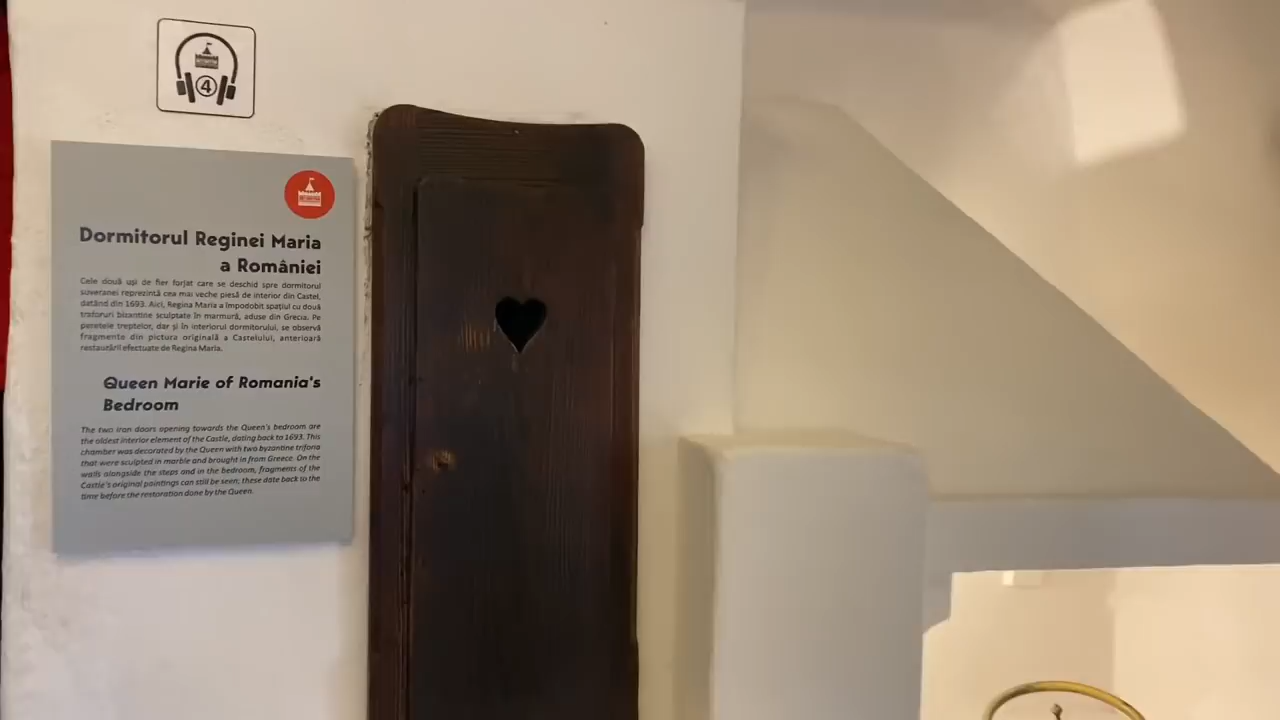 4
Dormitorul Reginei Maria
a României
Cele două uși de fier forjat care se deschid spre dormitorul
suveranei reprezintă cea mai veche piesă de interior din Castel,
datând din 1693. Aici, Regina Maria a împodobit spațiul cu două
traforuri bizantine sculptate în marmură, aduse din Grecia. Pe
peretele treptelor, dar și în interiorul dormitorului, se observă
fragmente din pictura originală a Castelului, anterioară
restaurării efectuate de Regina Maria.
Queen Marie of Romania's
Bedroom
The two iron doors opening towards the Queen's bedroom are
the oldest interior element of the Castle, dating back to 1693. This
chamber was decorated by the Queen with two byzantine trifora
that were sculpted in marble and brought in from Greece. On the
walls alongside the steps and in the bedroom, fragments of the
Castle's original paintings can still be seen; these date back to the
time before the restoration done by the Queen.